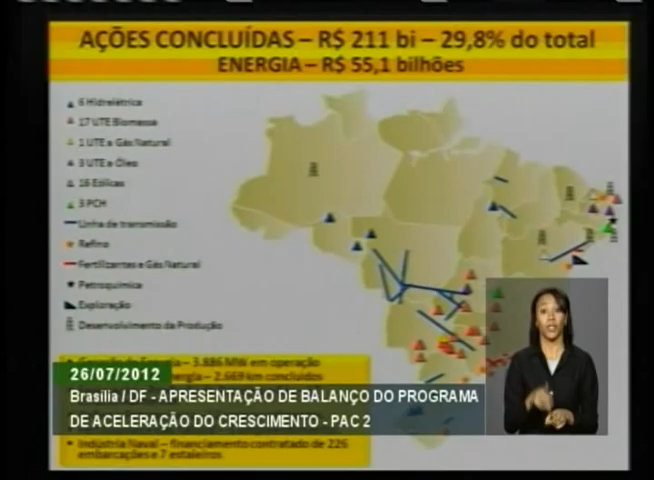 AÇÕES CONCLUÍDAS – R$ 211 bi – 29,8% do total
ENERGIA – R$ 55,1 bilhões
6 Hidrelétrica
17 UTE Biomassa
1 UTE a Gás Natural
3 UTE a Óleo
16 Eólicas
3 PCH
Linha de transmissão
Refino
Fertilizantes e Gás Natural
Petroquímica
Exploração
Desenvolvimento da Produção
Energia – 3.886 MW em operação
energia – 2.669 km concluídos
26/07/2012
Brasília / DF - APRESENTAÇÃO DE BALANÇO DO PROGRAMA
DE ACELERAÇÃO DO CRESCIMENTO - PAC 2
• Indústria Naval – financiamento contratado de 226
embarcações e 7 estaleiros